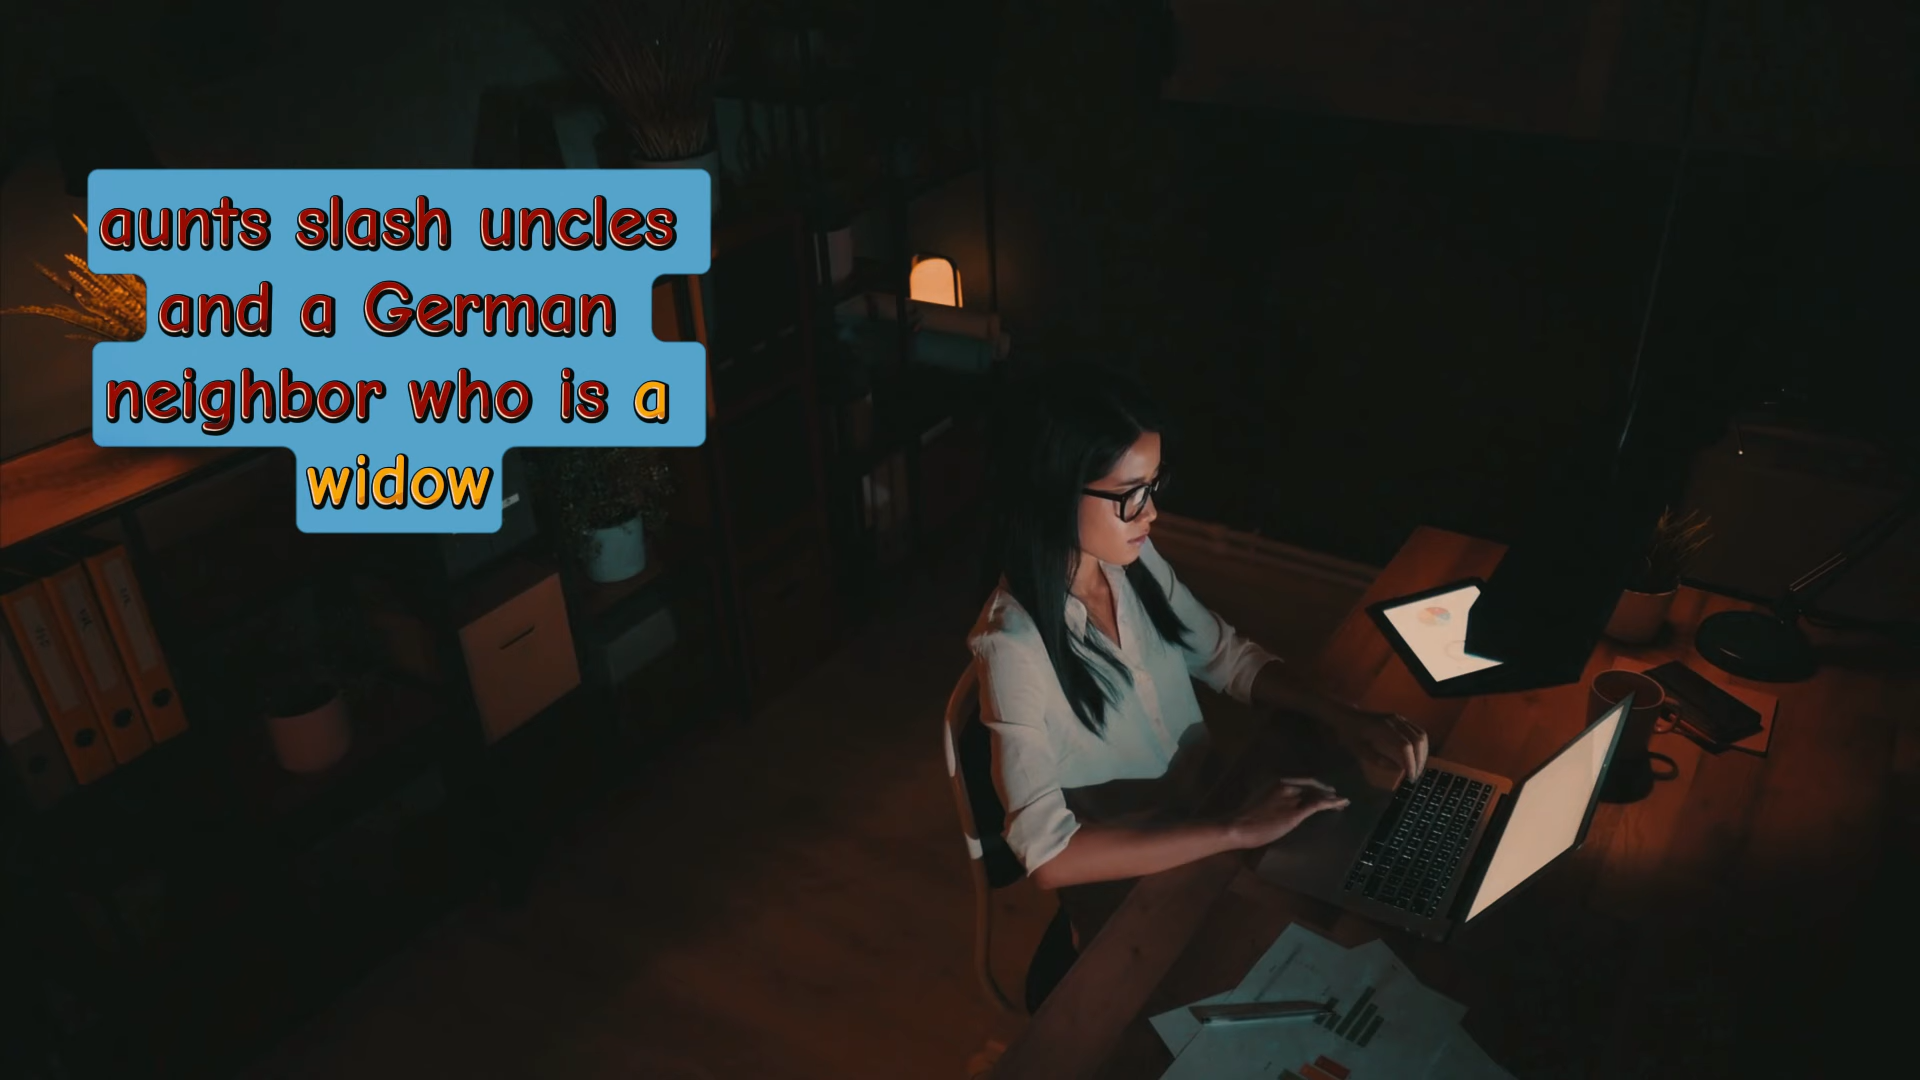 aunts slash uncles
and a German
neighbor who is a
widow